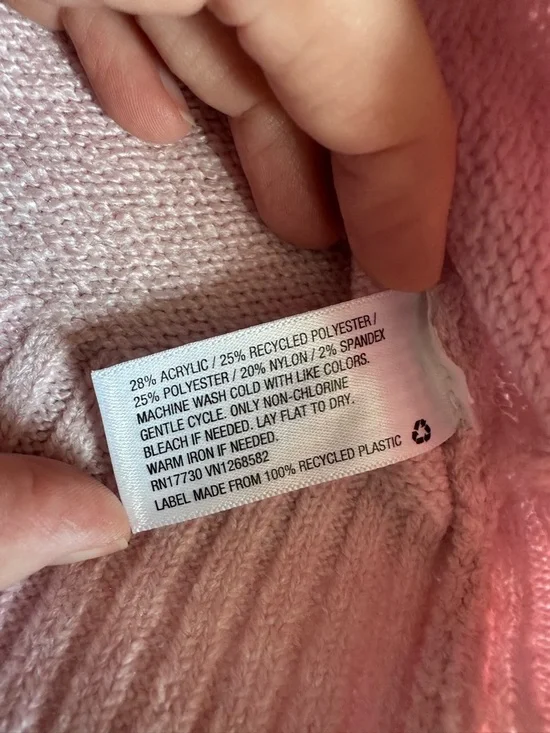 28% ACRYLIC / 25% RECYCLED POLYESTER /
25% POLYESTER / 20% NYLON / 2% SPANDEX
MACHINE WASH COLD WITH LIKE COLORS.
GENTLE CYCLE. ONLY NON-CHLORINE
BLEACH IF NEEDED. LAY FLAT TO DRY.
WARM IRON IF NEEDED.
RN17730 VN1268582
LABEL MADE FROM 100% RECYCLED PLASTIC